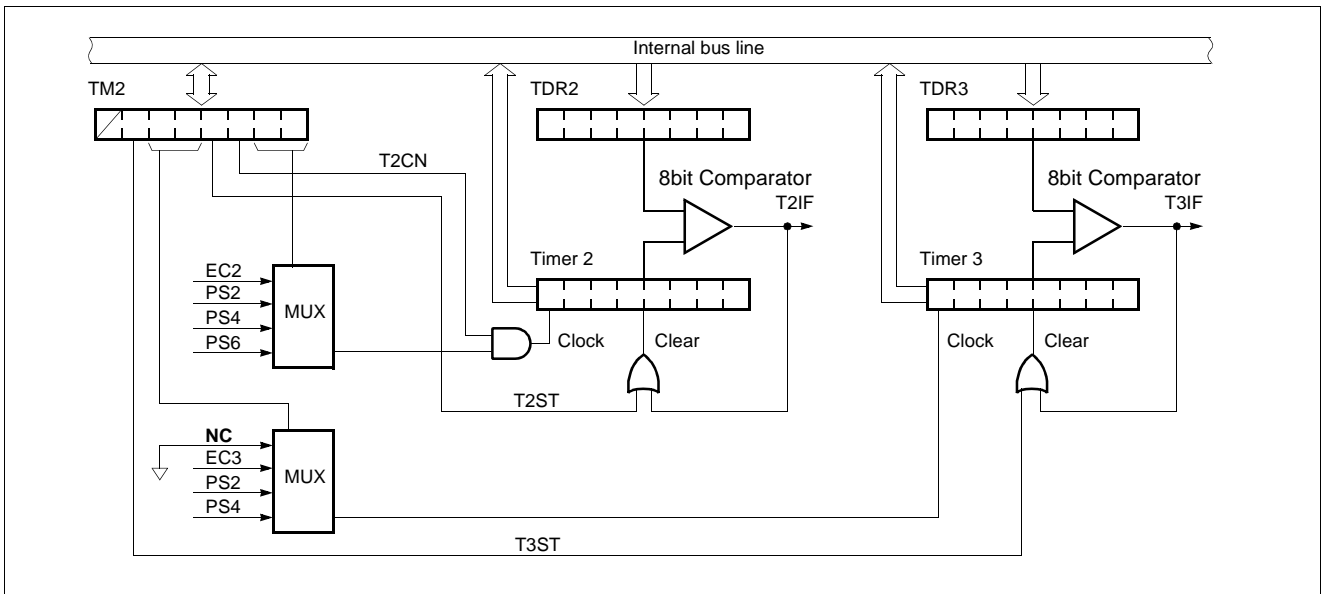 Internal bus line
TM2
TDR2
TDR3
T2CN
8bit Comparator
T2IF
8bit Comparator
T3IF
Timer 2
Timer 3
EC2
PS2
PS4
PS6
MUX
Clock
Clear
Clock
Clear
T2ST
NC
EC3
PS2
PS4
MUX
T3ST